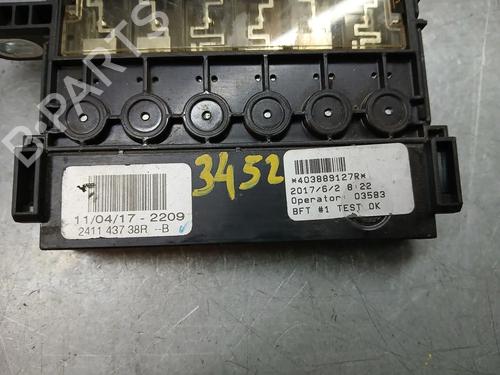 B-PARTS
3452
11/04/17 - 2209
2411 437 38R --B
*403889127R*
2017/6/2 8:22
Operator: 03583
BFT #1 TEST OK